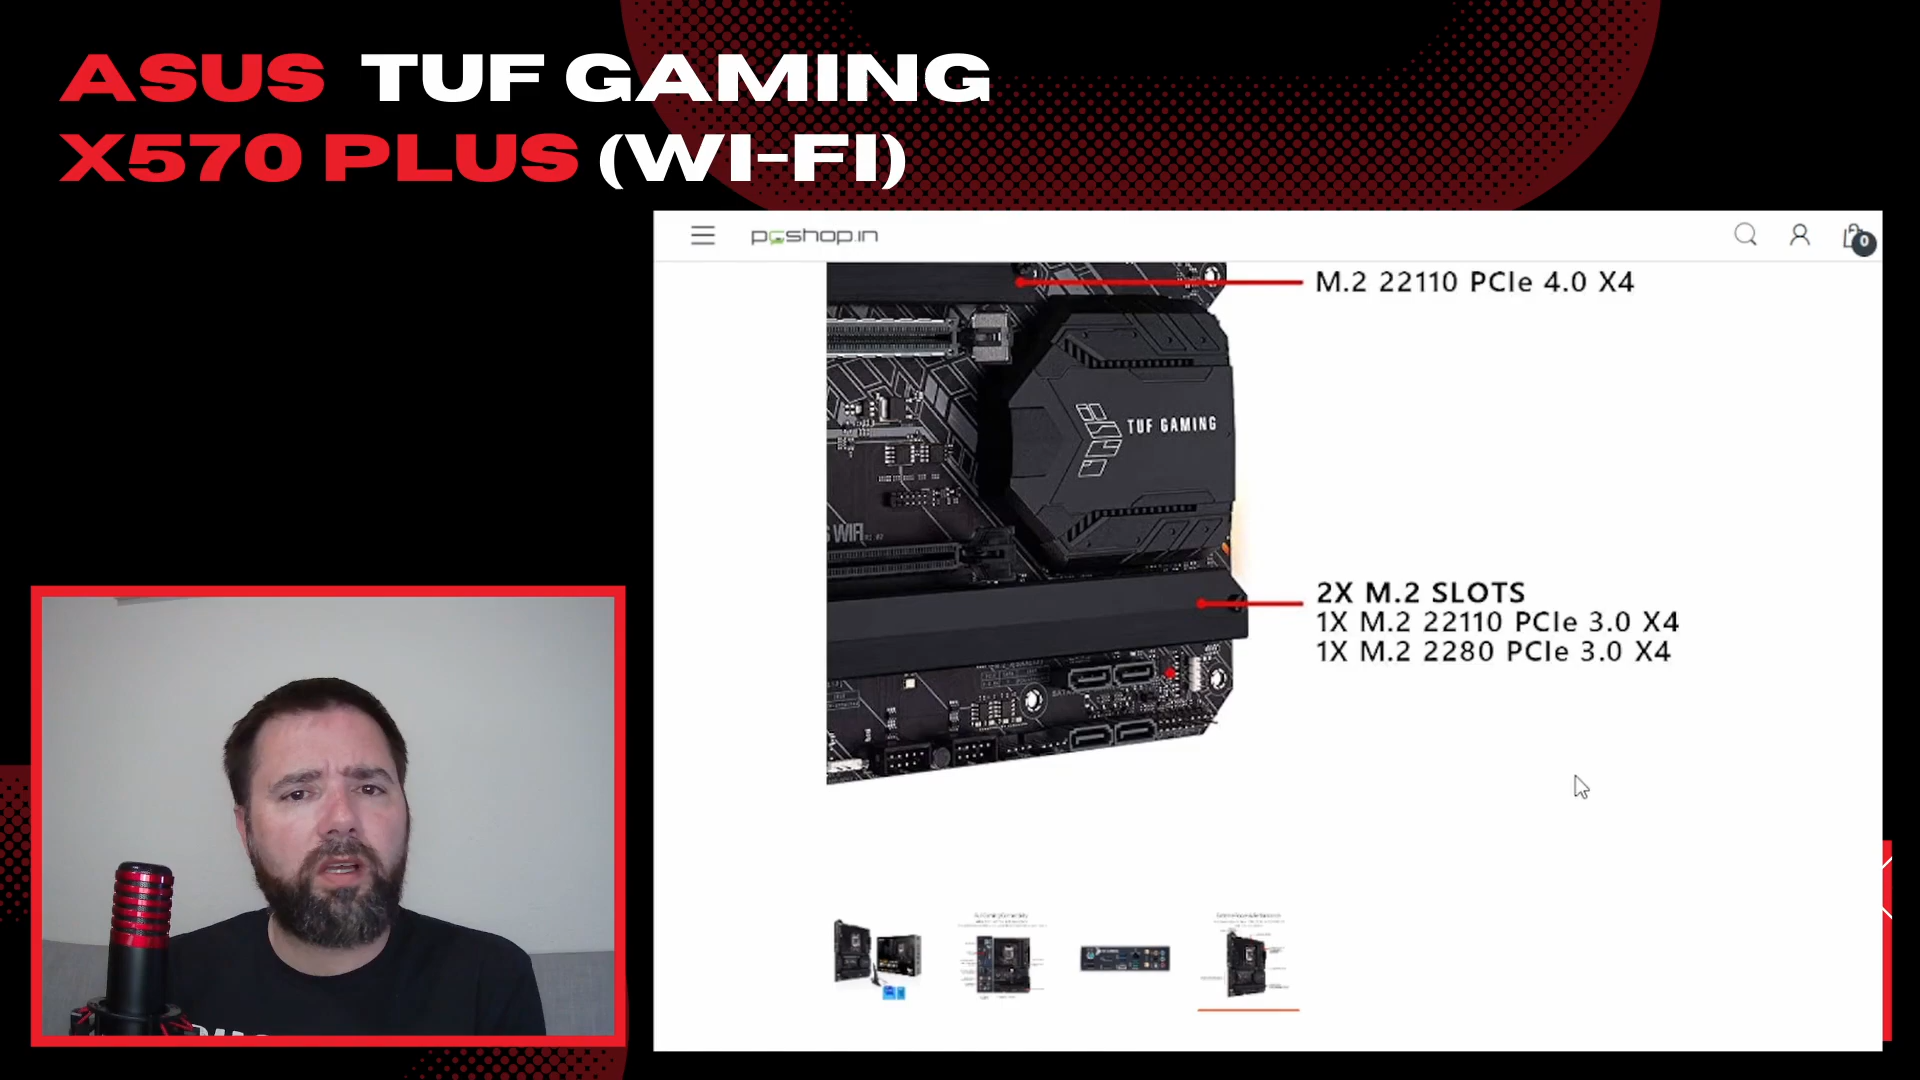 ASUS TUF GAMING
X570 PLUS (WI-FI)
pcshop.in
0
M.2 22110 PCIe 4.0 X4
TUF GAMING
WIFI
2X M.2 SLOTS
1X M.2 22110 PCIe 3.0 X4
1X M.2 2280 PCIe 3.0 X4